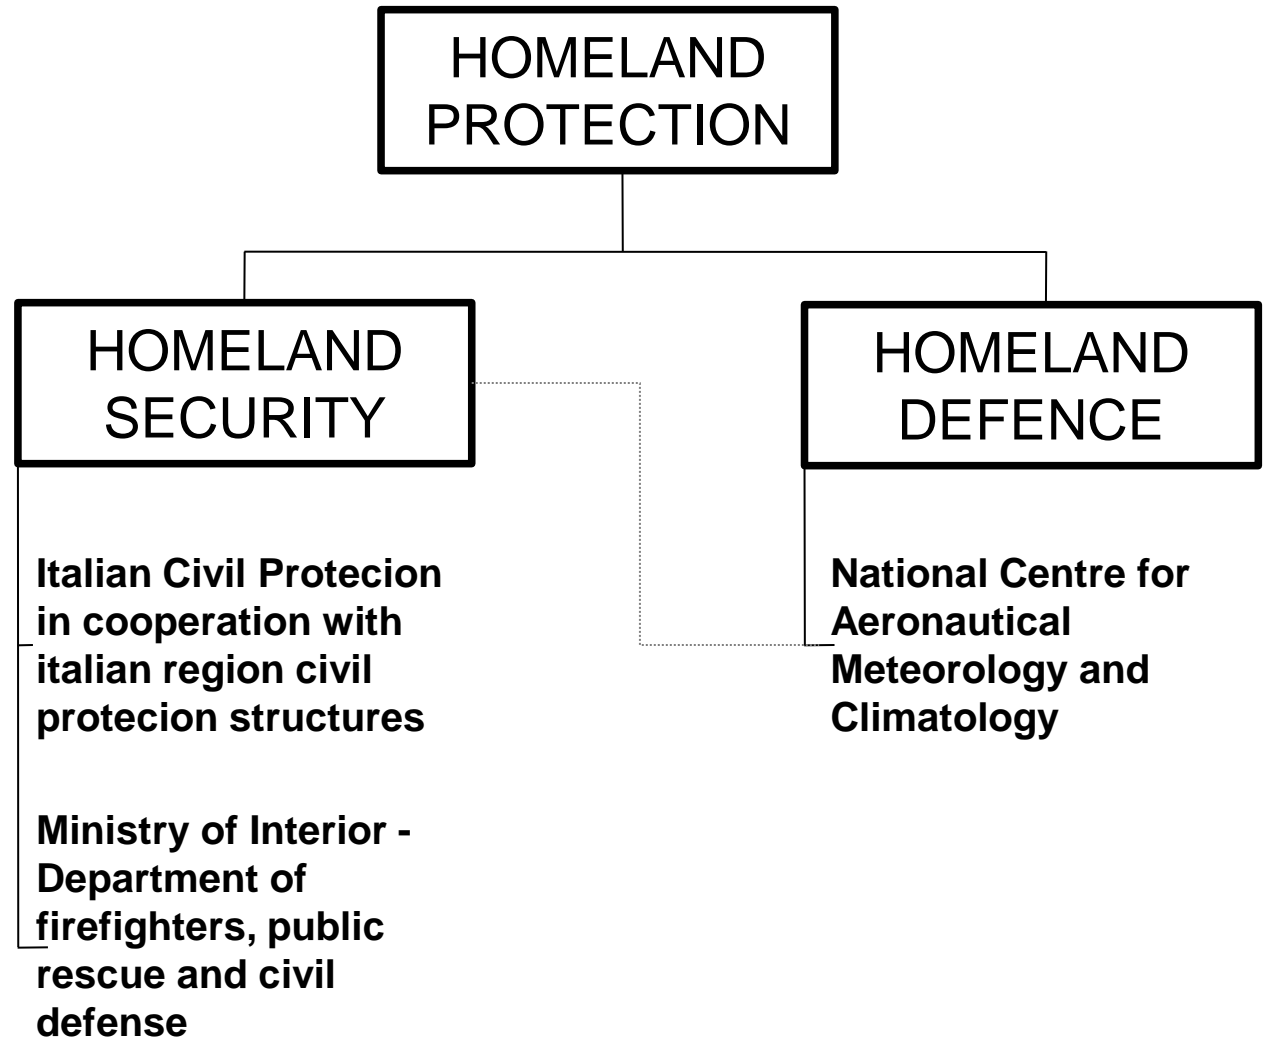 HOMELAND
PROTECTION
HOMELAND
SECURITY
HOMELAND
DEFENCE
Italian Civil Protecion
in cooperation with
italian region civil
protecion structures
National Centre for
Aeronautical
Meteorology and
Climatology
Ministry of Interior -
Department of
firefighters, public
rescue and civil
defense